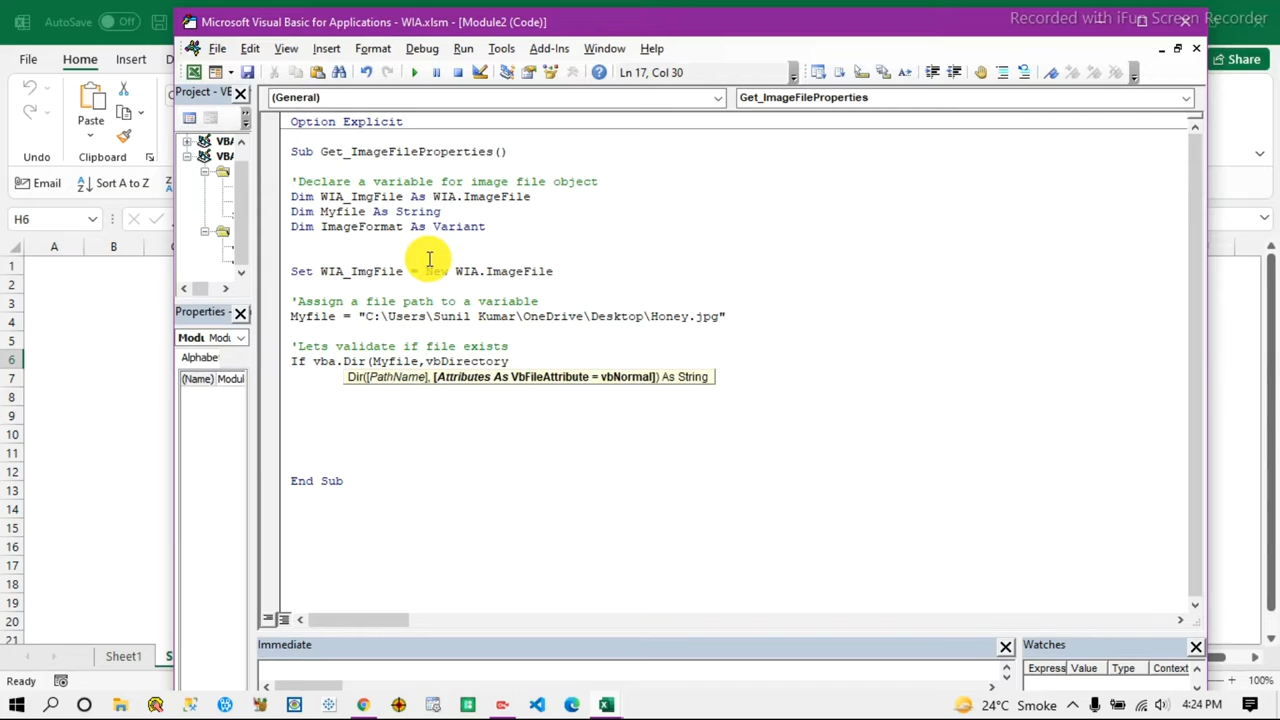 AutoSave Off
Microsoft Visual Basic for Applications - WIA.xlsm - [Module2 (Code)]
Recorded with iFun Screen Recorder
File Home Insert
File Edit View Insert Format Debug Run Tools Add-Ins Window Help
Share
Ln 17, Col 30
Paste
Undo Clipboard
Email Sort A to Z
Project - VB
(General) Get_ImageFileProperties
VBA
VBA
H6
A B
1
2
3
4
5
6
7
8
9
10
11
12
13
14
15
16
17
18
19
20
21
Properties -
Modu Modu
Alphabe
(Name) Modul
Option Explicit
Sub Get_ImageFileProperties()
'Declare a variable for image file object
Dim WIA_ImgFile As WIA.ImageFile
Dim Myfile As String
Dim ImageFormat As Variant
Set WIA_ImgFile = New WIA.ImageFile
'Assign a file path to a variable
Myfile = "C:\Users\Sunil Kumar\OneDrive\Desktop\Honey.jpg"
'Lets validate if file exists
If vba.Dir(Myfile,vbDirectory
Dir([PathName], [Attributes As VbFileAttribute = vbNormal]) As String
End Sub
Immediate
Watches
Express Value Type Context
Sheet1 S
Ready
100%
24°C Smoke
4:24 PM